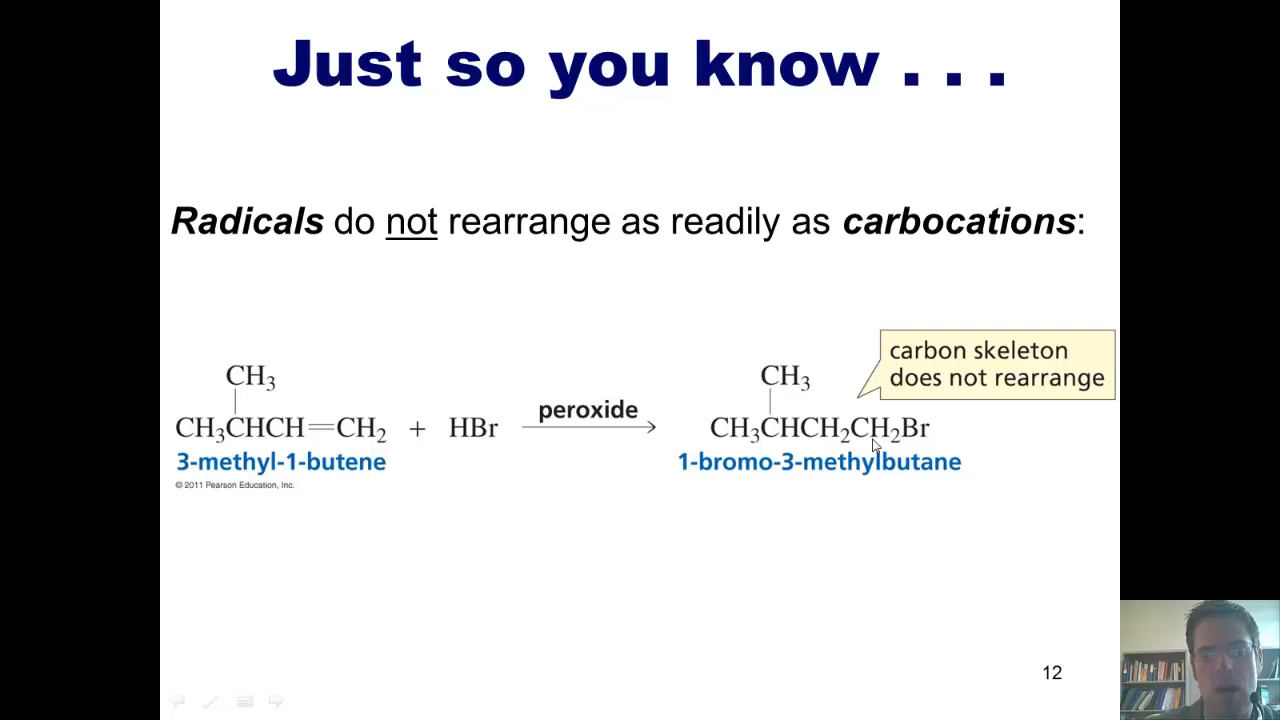 Just so you know . . .
Radicals do not rearrange as readily as carbocations:
carbon skeleton
does not rearrange
CH₃ CH₃
CH₃CHCH=CH₂ + HBr peroxide CH₃CHCH₂CH₂Br
3-methyl-1-butene 1-bromo-3-methylbutane
© 2011 Pearson Education, Inc.
12